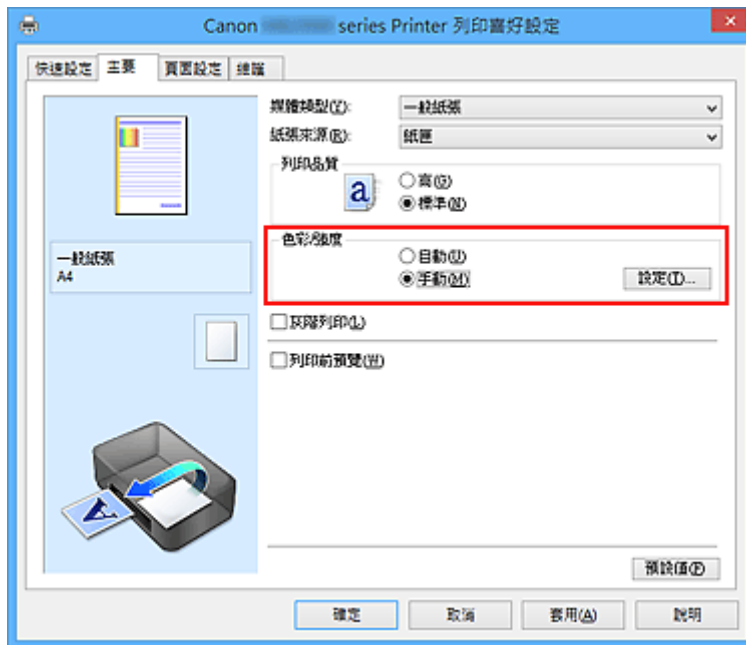 Canon series Printer 列印喜好設定
快速設定 主要 頁面設定 維護
媒體類型(Y): 一般紙張
紙張來源(R): 紙匣
列印品質
a
高(G)
標準(N)
色彩/強度
自動(U)
手動(M) 設定(T)...
一般紙張
A4
灰階列印(L)
列印前預覽(W)
A
預設值(F)
確定 取消 套用(A) 說明